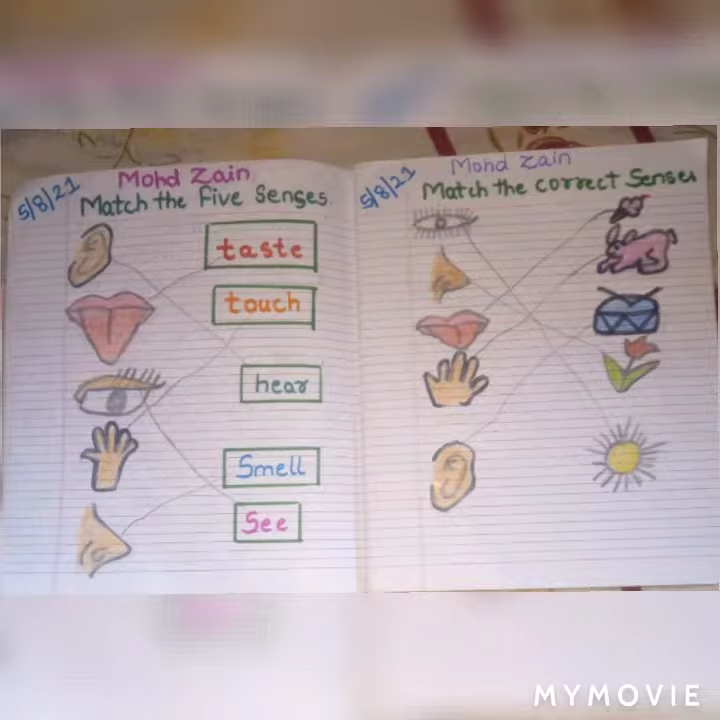 5/8/21
Mohd Zain
Match the Five Senses
taste
touch
hear
Smell
See
5/8/21
Mohd Zain
Match the correct Senses
MYMOVIE